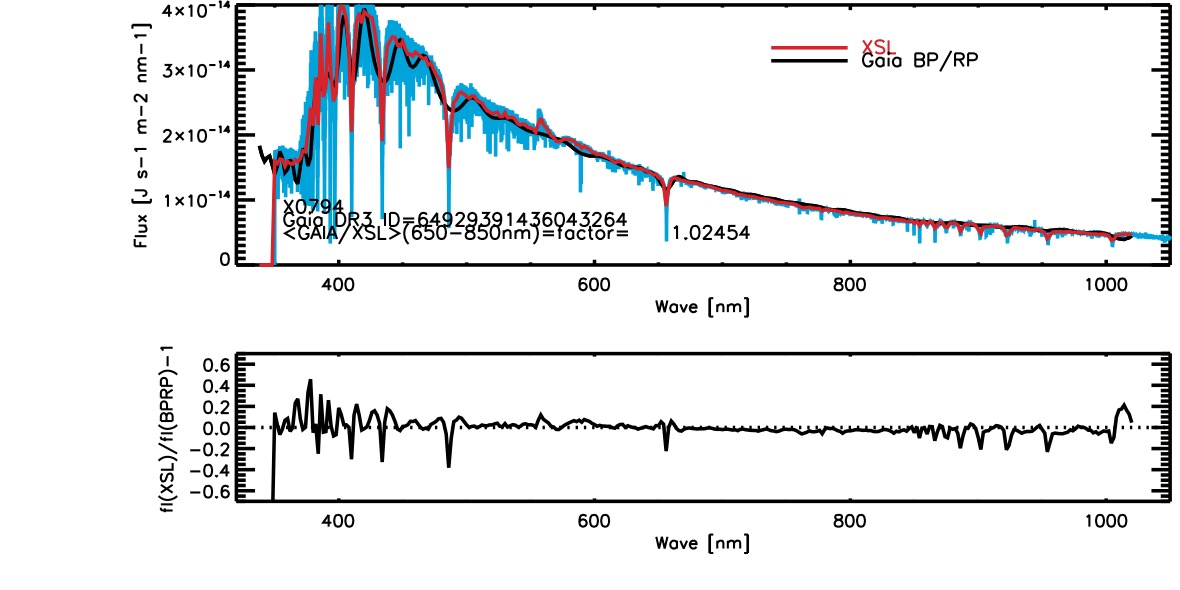 4×10−14
3×10−14
2×10−14
1×10−14
0
Flux [J s−1 m−2 nm−1]
XSL
Gaia BP/RP
X0794
Gaia DR3 ID=64929391436043264
<GAIA/XSL>(650−850nm)=factor= 1.02454
400 600 800 1000
Wave [nm]
fl(XSL)/fl(BPRP)−1
0.6
0.4
0.2
0.0
−0.2
−0.4
−0.6
400 600 800 1000
Wave [nm]